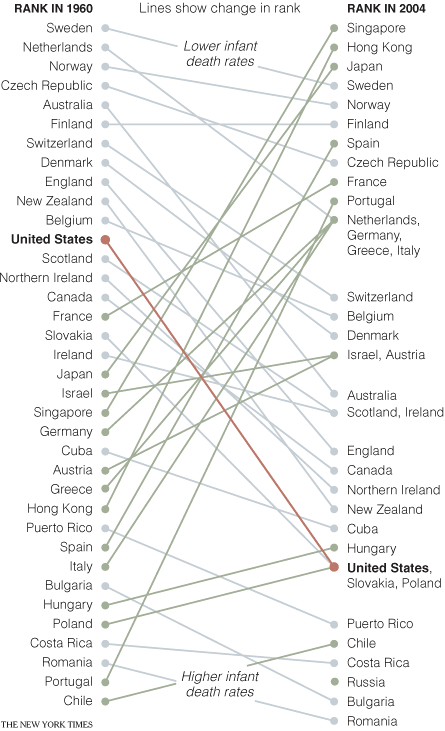 RANK IN 1960
Lines show change in rank
RANK IN 2004
Sweden
Netherlands
Norway
Czech Republic
Australia
Finland
Switzerland
Denmark
England
New Zealand
Belgium
United States
Scotland
Northern Ireland
Canada
France
Slovakia
Ireland
Japan
Israel
Singapore
Germany
Cuba
Austria
Greece
Hong Kong
Puerto Rico
Spain
Italy
Bulgaria
Hungary
Poland
Costa Rica
Romania
Portugal
Chile
Lower infant
death rates
Higher infant
death rates
Singapore
Hong Kong
Japan
Sweden
Norway
Finland
Spain
Czech Republic
France
Portugal
Netherlands,
Germany,
Greece, Italy
Switzerland
Belgium
Denmark
Israel, Austria
Australia
Scotland, Ireland
England
Canada
Northern Ireland
New Zealand
Cuba
Hungary
United States,
Slovakia, Poland
Puerto Rico
Chile
Costa Rica
Russia
Bulgaria
Romania
THE NEW YORK TIMES